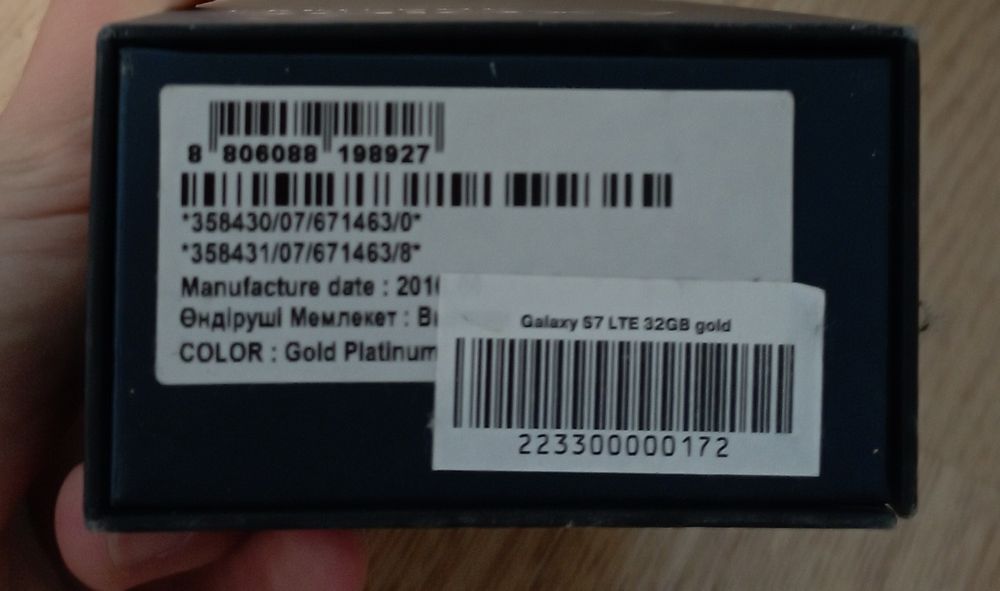 8 806088 198927
*358430/07/671463/0*
*358431/07/671463/8*
Manufacture date : 201
Өндіруші Мемлекет :
COLOR : Gold Platinum
Galaxy S7 LTE 32GB gold
223300000172